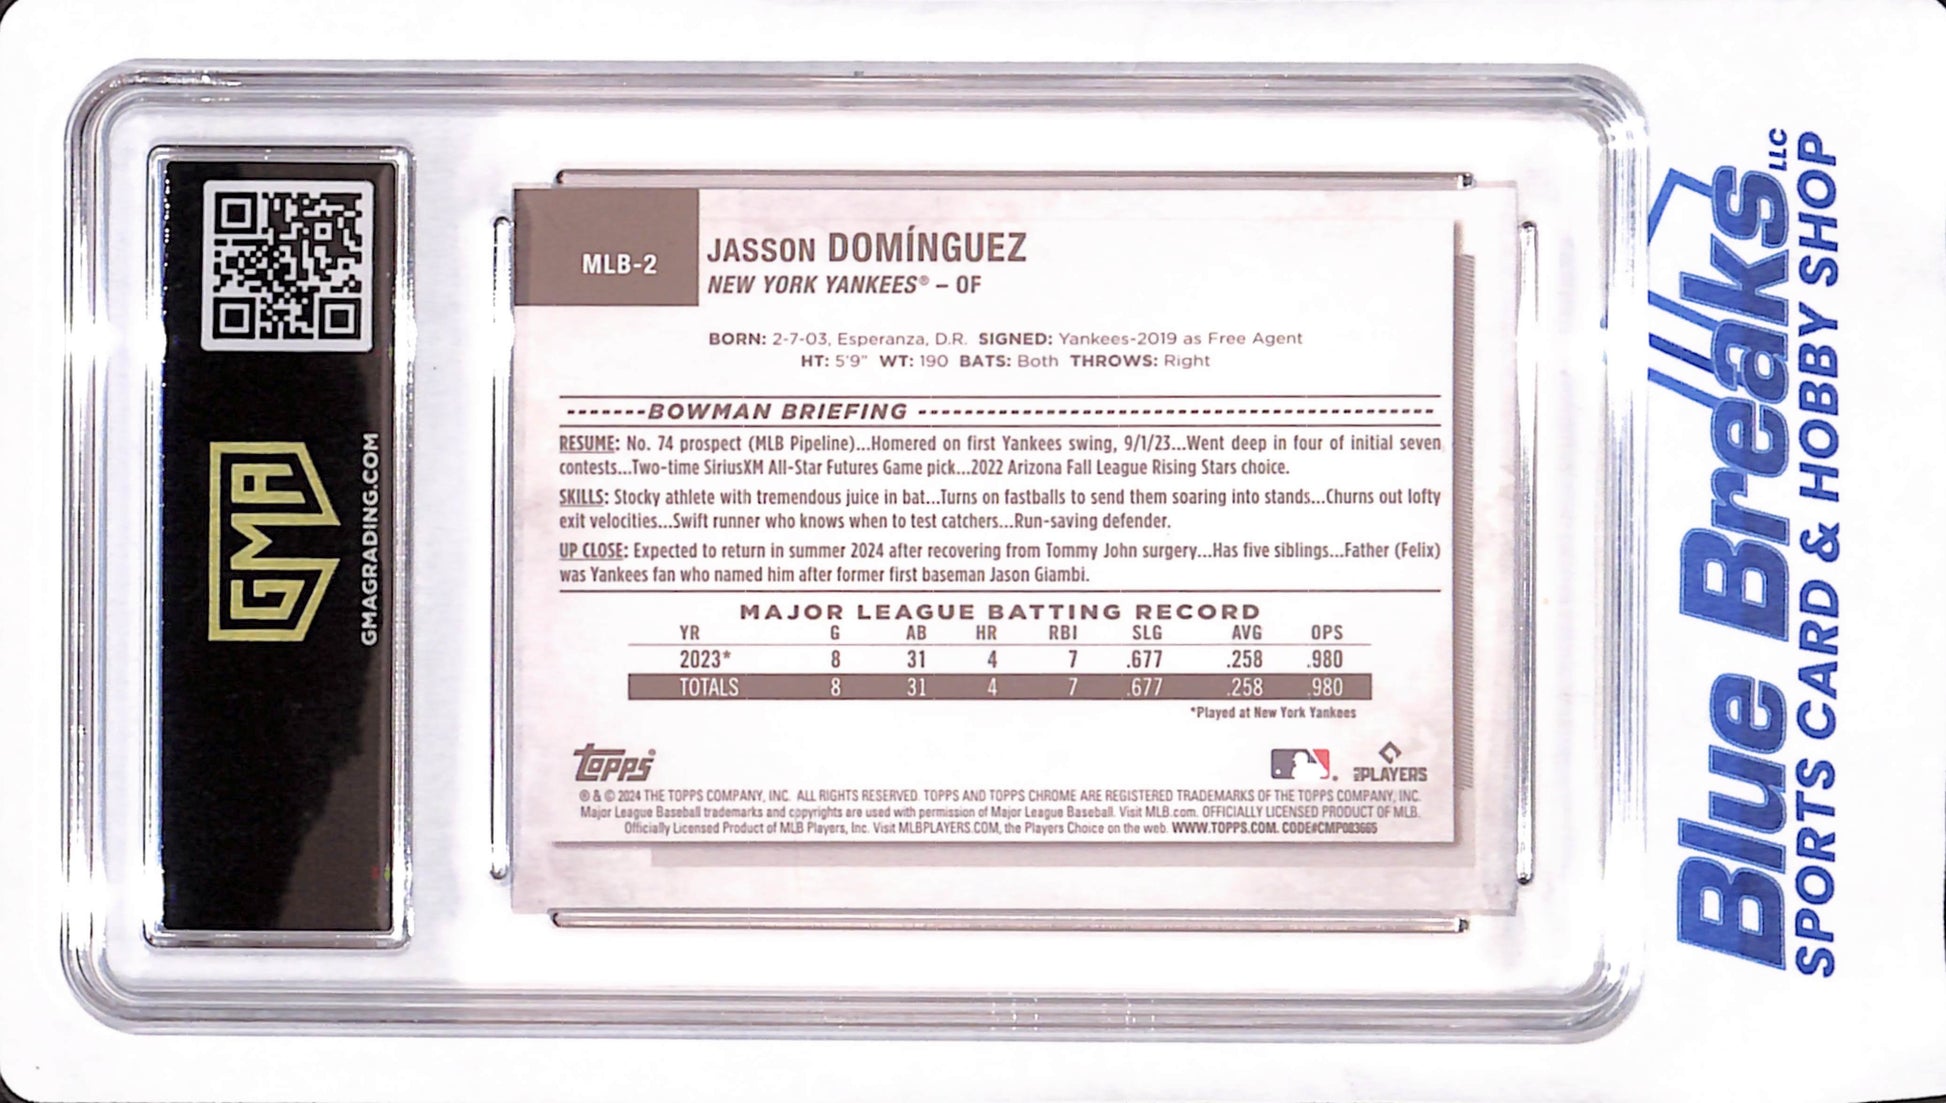 MLB-2
JASSON DOMÍNGUEZ
NEW YORK YANKEES® – OF
BORN: 2-7-03, Esperanza, D.R. SIGNED: Yankees-2019 as Free Agent
HT: 5'9" WT: 190 BATS: Both THROWS: Right
BOWMAN BRIEFING
RESUME: No. 74 prospect (MLB Pipeline)...Homered on first Yankees swing, 9/1/23...Went deep in four of initial seven
contests...Two-time SiriusXM All-Star Futures Game pick...2022 Arizona Fall League Rising Stars choice.
SKILLS: Stocky athlete with tremendous juice in bat...Turns on fastballs to send them soaring into stands...Churns out lofty
exit velocities...Swift runner who knows when to test catchers...Run-saving defender.
UP CLOSE: Expected to return in summer 2024 after recovering from Tommy John surgery...Has five siblings...Father (Felix)
was Yankees fan who named him after former first baseman Jason Giambi.
MAJOR LEAGUE BATTING RECORD
YR G AB HR RBI SLG AVG OPS
2023* 8 31 4 7 .677 .258 .980
TOTALS 8 31 4 7 .677 .258 .980
*Played at New York Yankees
Topps
MLB PLAYERS
® & © 2024 THE TOPPS COMPANY, INC. ALL RIGHTS RESERVED. TOPPS AND TOPPS CHROME ARE REGISTERED TRADEMARKS OF THE TOPPS COMPANY, INC.
Major League Baseball trademarks and copyrights are used with permission of Major League Baseball. Visit MLB.com. OFFICIALLY LICENSED PRODUCT OF MLB.
Officially Licensed Product of MLB Players, Inc. Visit MLBPLAYERS.COM, the Players Choice on the web. WWW.TOPPS.COM. CODE#CMP083665
GMA
GMAGRADING.COM
Blue Breaks LLC
SPORTS CARD & HOBBY SHOP